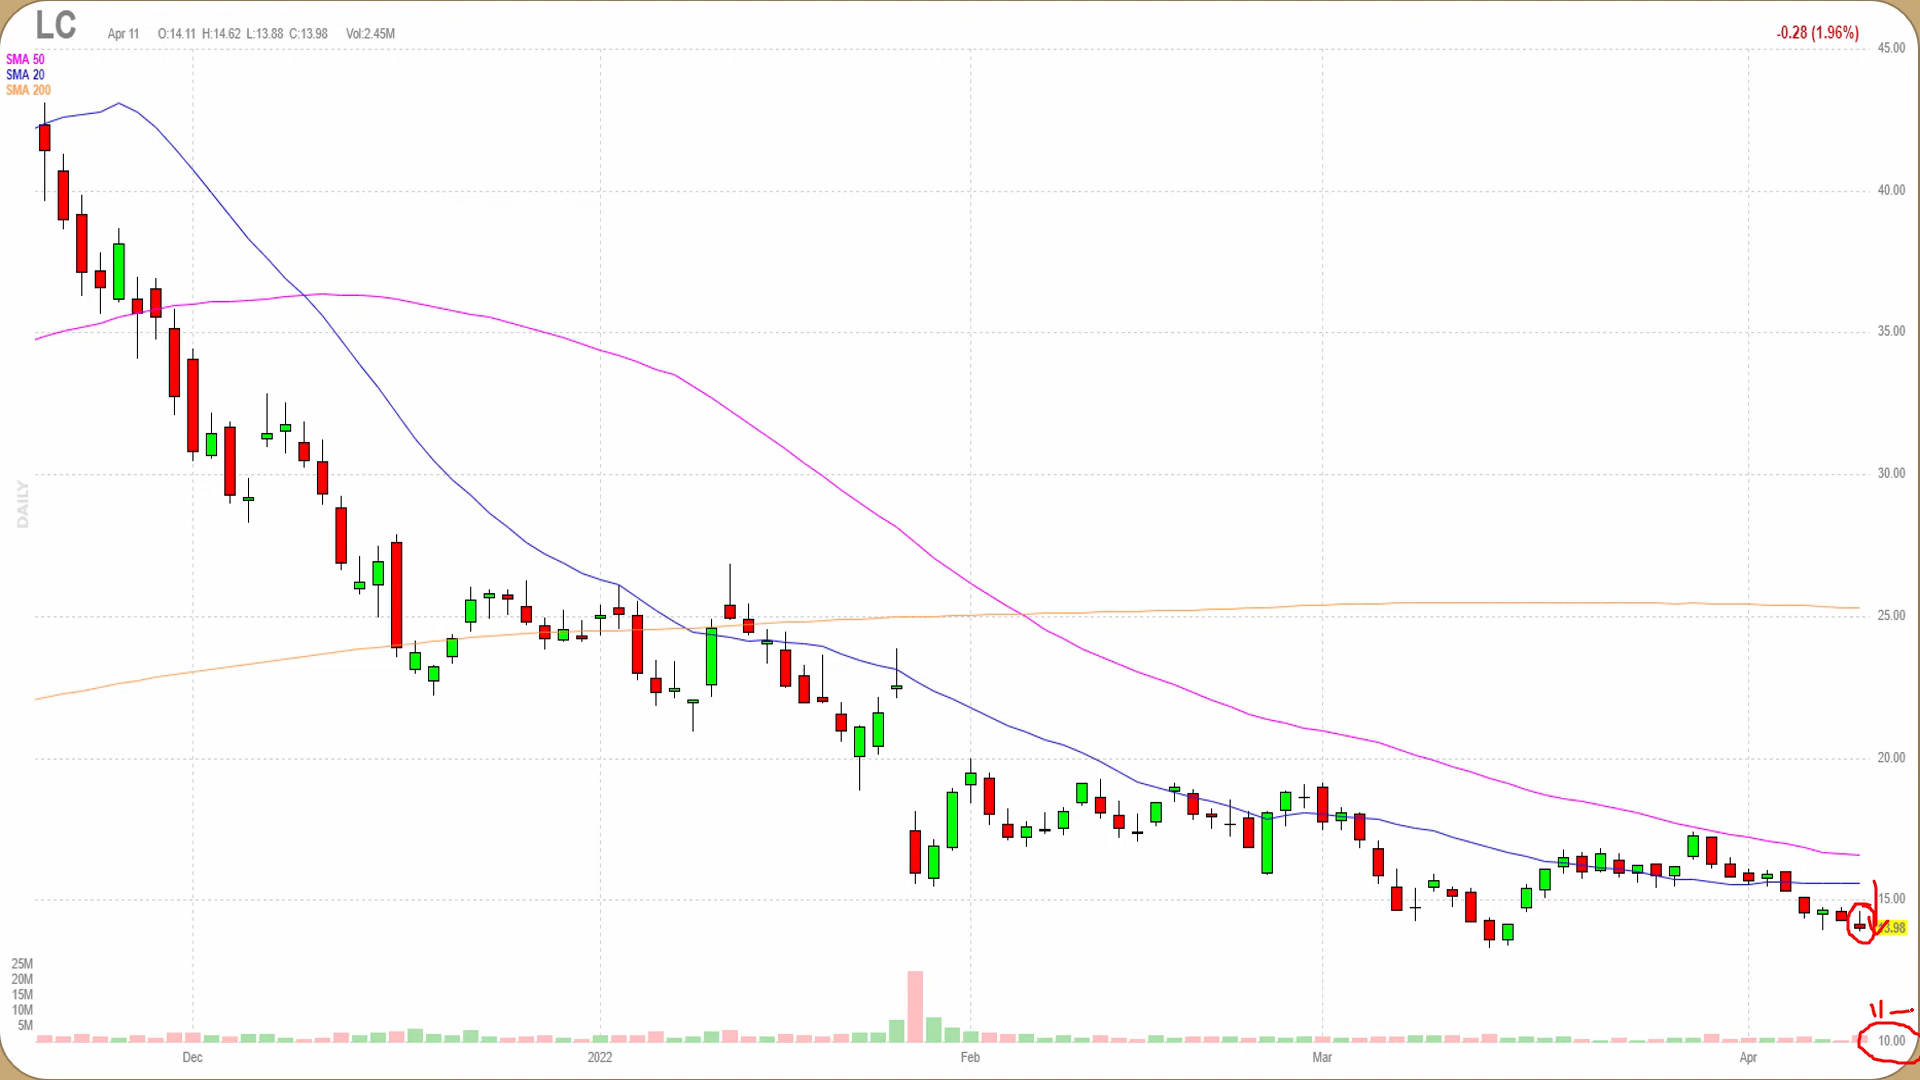 LC Apr 11 O:14.11 H:14.62 L:13.88 C:13.98 Vol:2.45M -0.28 (1.96%)
SMA 50
SMA 20
SMA 200
45.00
40.00
35.00
30.00
25.00
20.00
15.00
13.98
10.00
DAILY
25M
20M
15M
10M
5M
Dec 2022 Feb Mar Apr